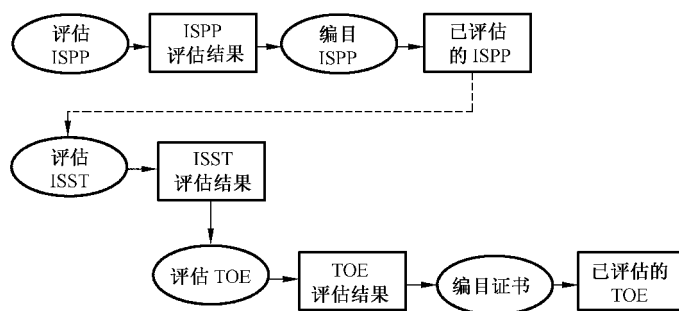 评估
ISPP
ISPP
评估结果
编目
ISPP
已评估
的 ISPP
评估
ISST
ISST
评估结果
评估 TOE
TOE
评估结果
编目证书
已评估的
TOE